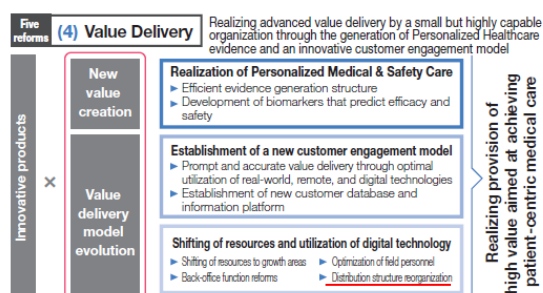 Five
reforms
(4) Value Delivery
Realizing advanced value delivery by a small but highly capable
organization through the generation of Personalized Healthcare
evidence and an innovative customer engagement model
Innovative products
×
New
value
creation
Realization of Personalized Medical & Safety Care
► Efficient evidence generation structure
► Development of biomarkers that predict efficacy and
safety
Value
delivery
model
evolution
Establishment of a new customer engagement model
► Prompt and accurate value delivery through optimal
utilization of real-world, remote, and digital technologies
► Establishment of new customer database and
information platform
Shifting of resources and utilization of digital technology
► Shifting of resources to growth areas
► Optimization of field personnel
► Back-office function reforms
► Distribution structure reorganization
Realizing provision of
high value aimed at achieving
patient-centric medical care